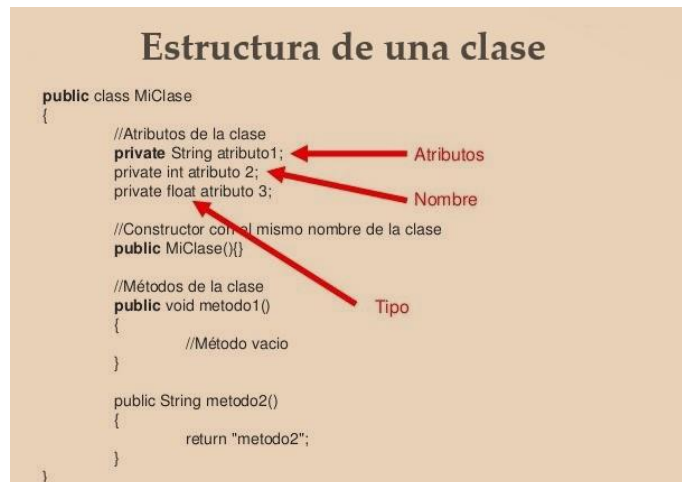 Estructura de una clase
public class MiClase
{
//Atributos de la clase
private String atributo1;
Atributos
private int atributo 2;
Nombre
private float atributo 3;
//Constructor con el mismo nombre de la clase
public MiClase(){}
//Métodos de la clase
public void metodo1()
Tipo
{
//Método vacio
}
public String metodo2()
{
return "metodo2";
}
}